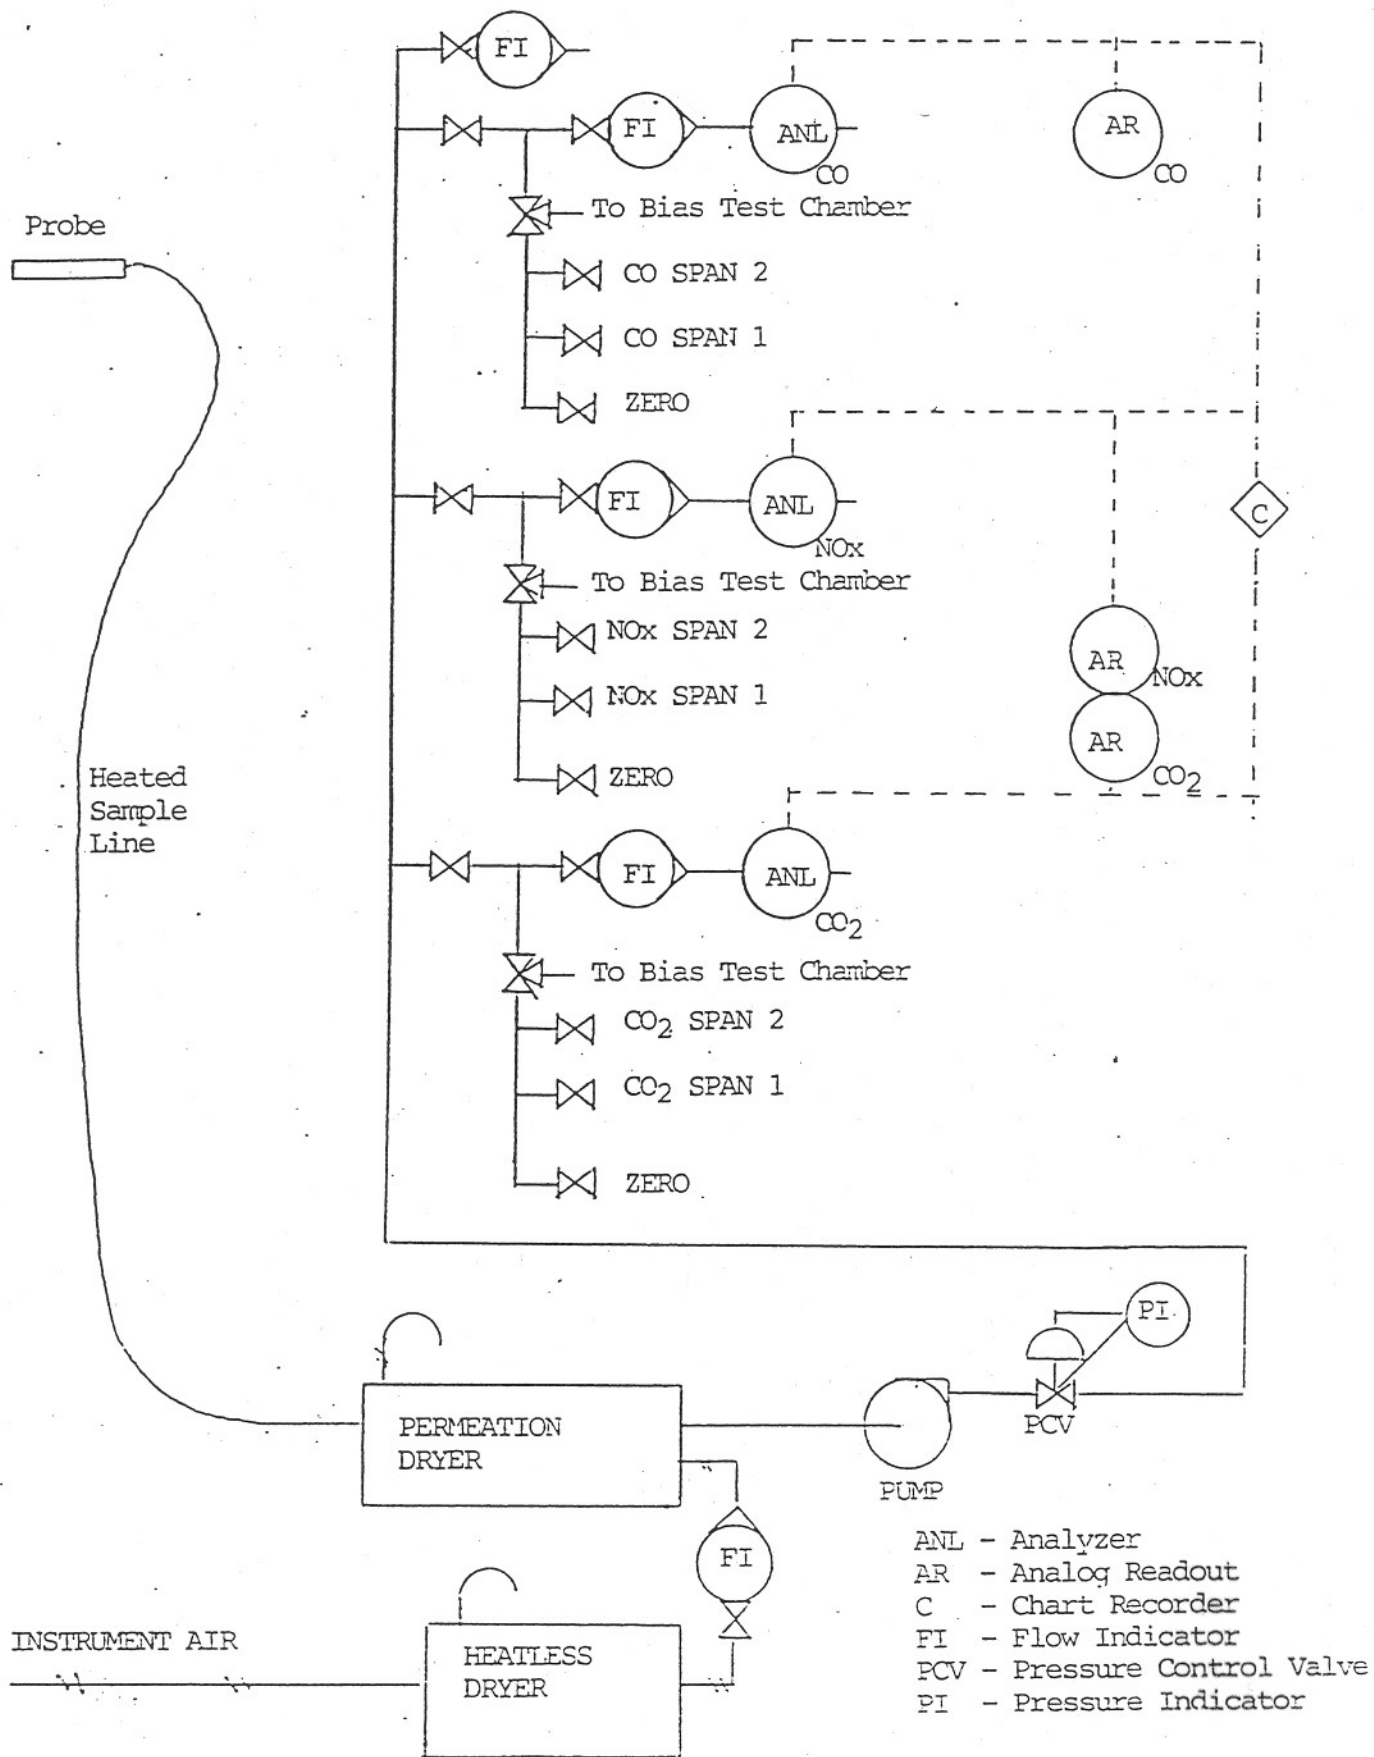 FI
FI
ANL
CO
AR
CO
To Bias Test Chamber
Probe
CO SPAN 2
CO SPAN 1
ZERO
FI
ANL
NOx
C
To Bias Test Chamber
NOx SPAN 2
NOx SPAN 1
ZERO
AR
NOx
AR
CO2
Heated
Sample
Line
FI
ANL
CO2
To Bias Test Chamber
CO2 SPAN 2
CO2 SPAN 1
ZERO
PI
PCV
PERMEATION
DRYER
PUMP
FI
INSTRUMENT AIR
HEATLESS
DRYER
ANL - Analyzer
AR - Analog Readout
C - Chart Recorder
FI - Flow Indicator
PCV - Pressure Control Valve
PI - Pressure Indicator